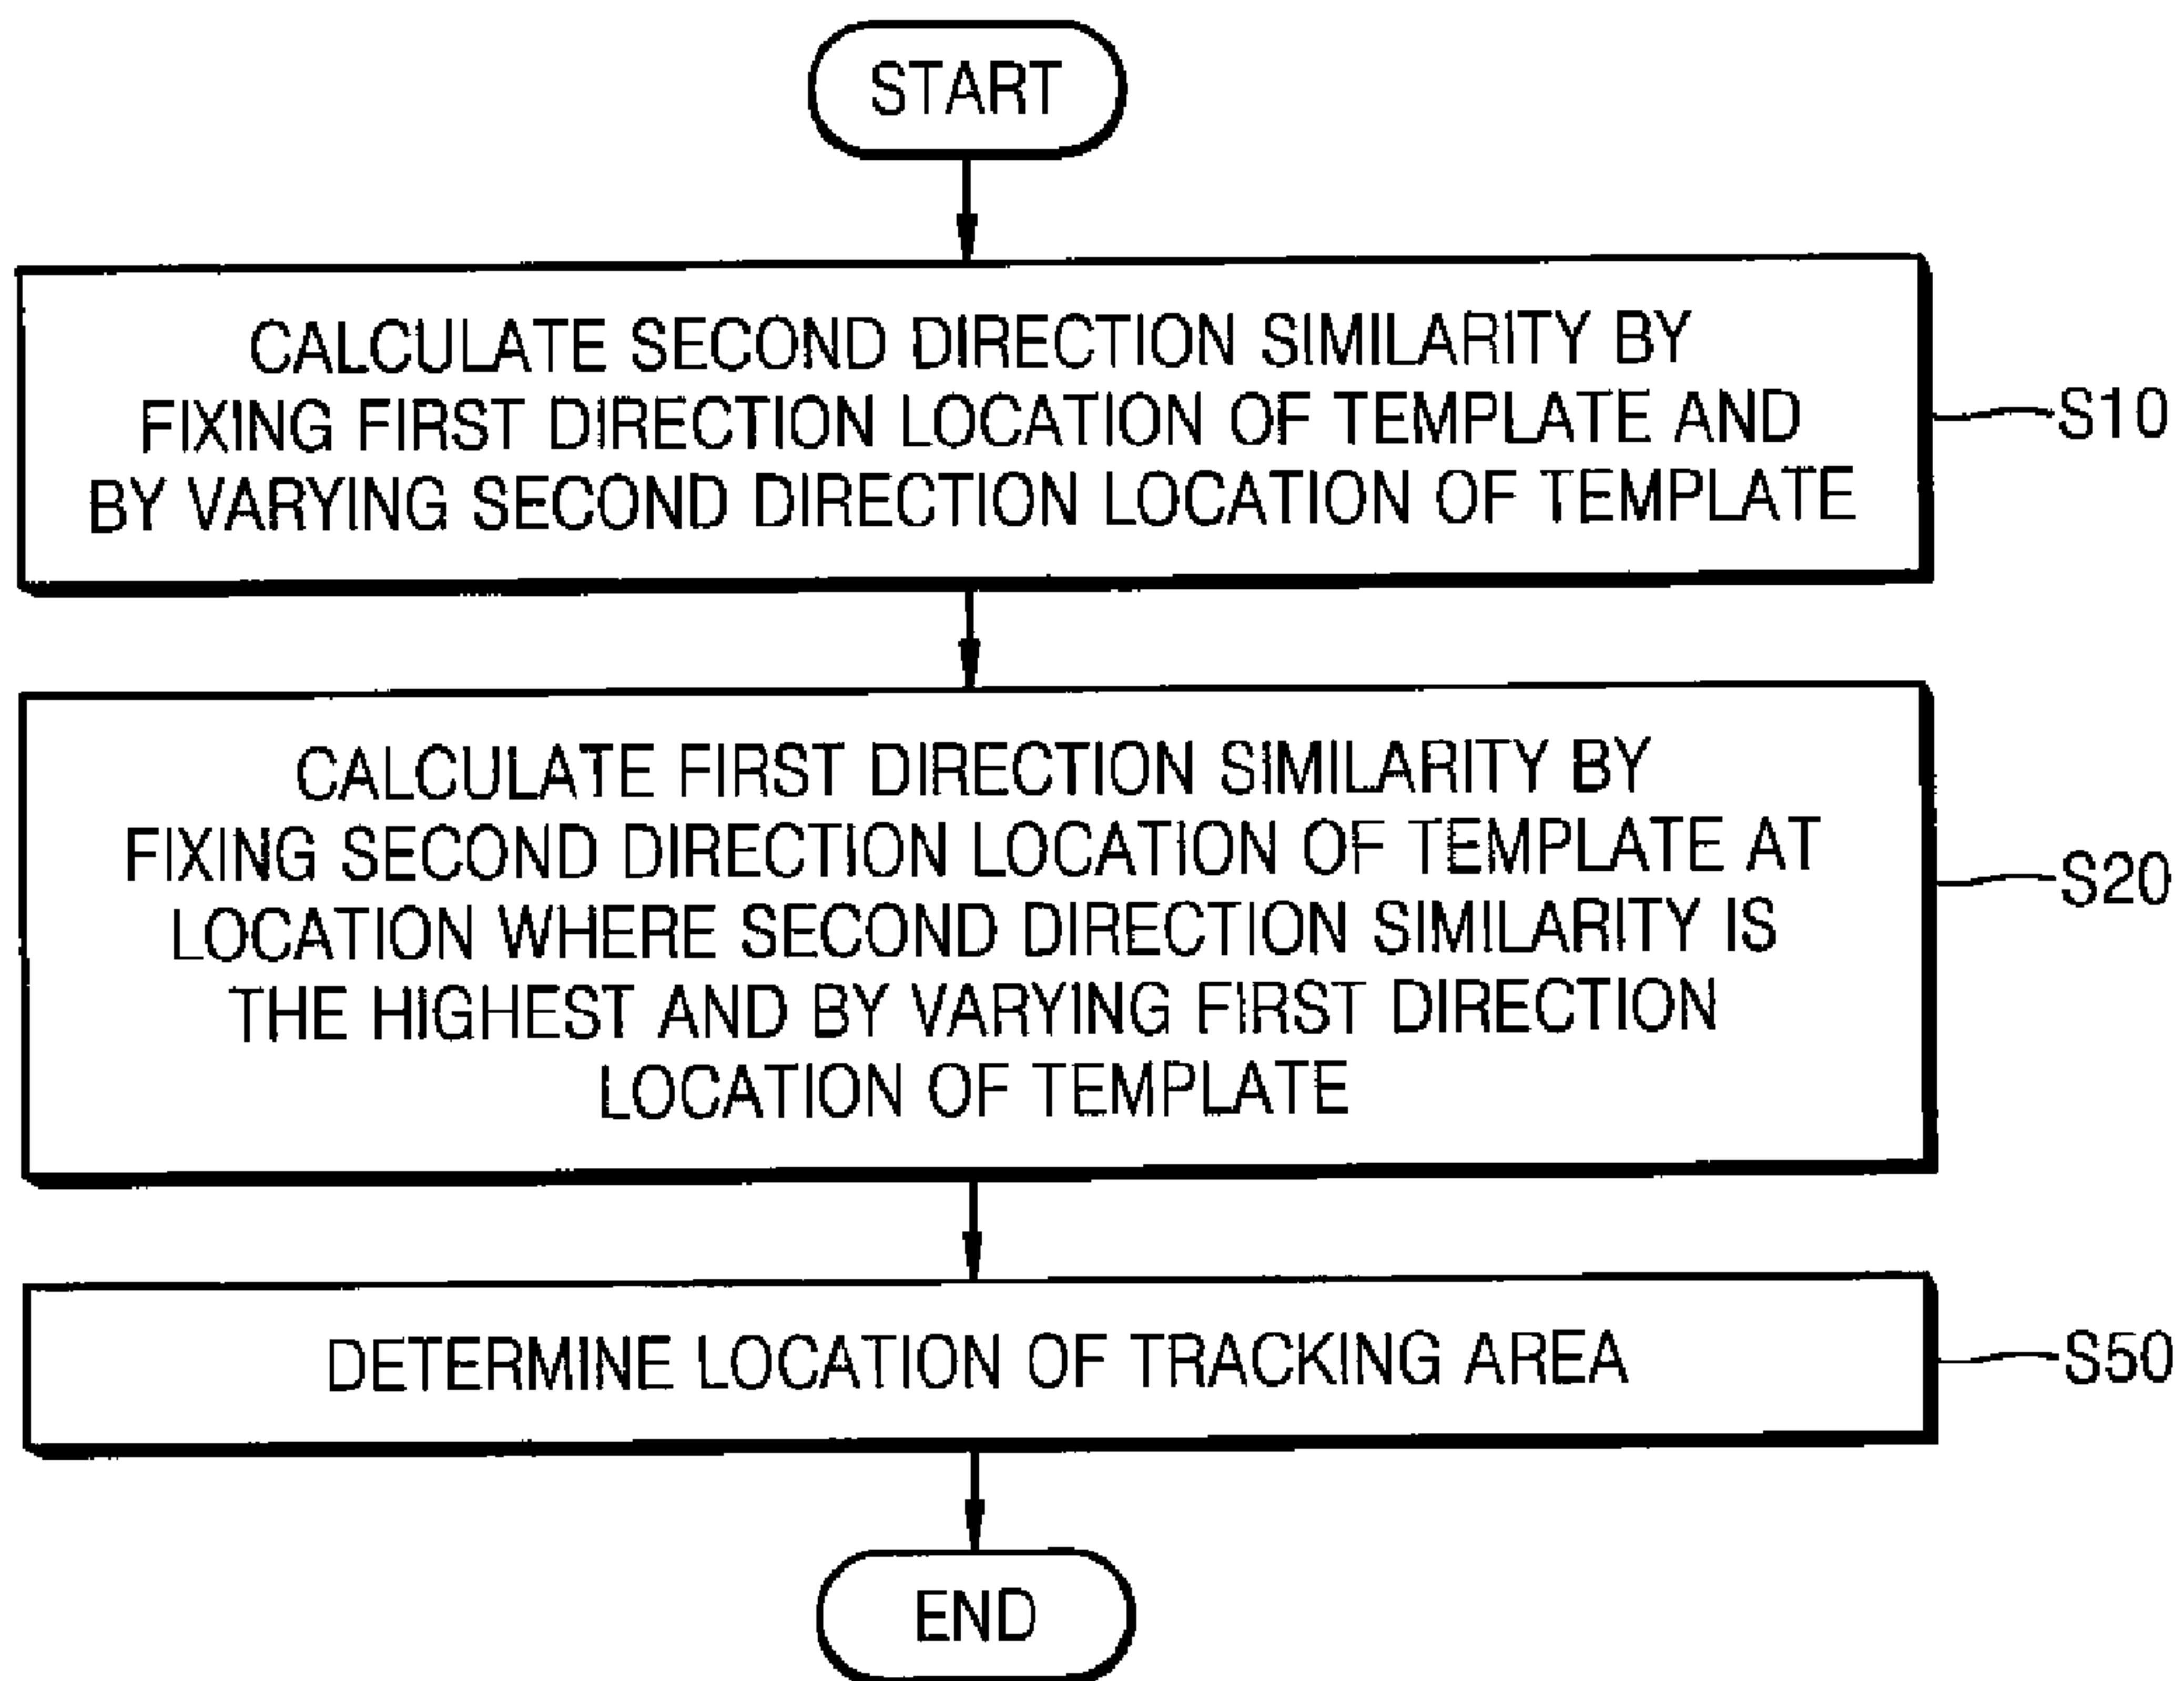 START
CALCULATE SECOND DIRECTION SIMILARITY BY
FIXING FIRST DIRECTION LOCATION OF TEMPLATE AND
BY VARYING SECOND DIRECTION LOCATION OF TEMPLATE
S10
CALCULATE FIRST DIRECTION SIMILARITY BY
FIXING SECOND DIRECTION LOCATION OF TEMPLATE AT
LOCATION WHERE SECOND DIRECTION SIMILARITY IS
THE HIGHEST AND BY VARYING FIRST DIRECTION
LOCATION OF TEMPLATE
S20
DETERMINE LOCATION OF TRACKING AREA
S50
END